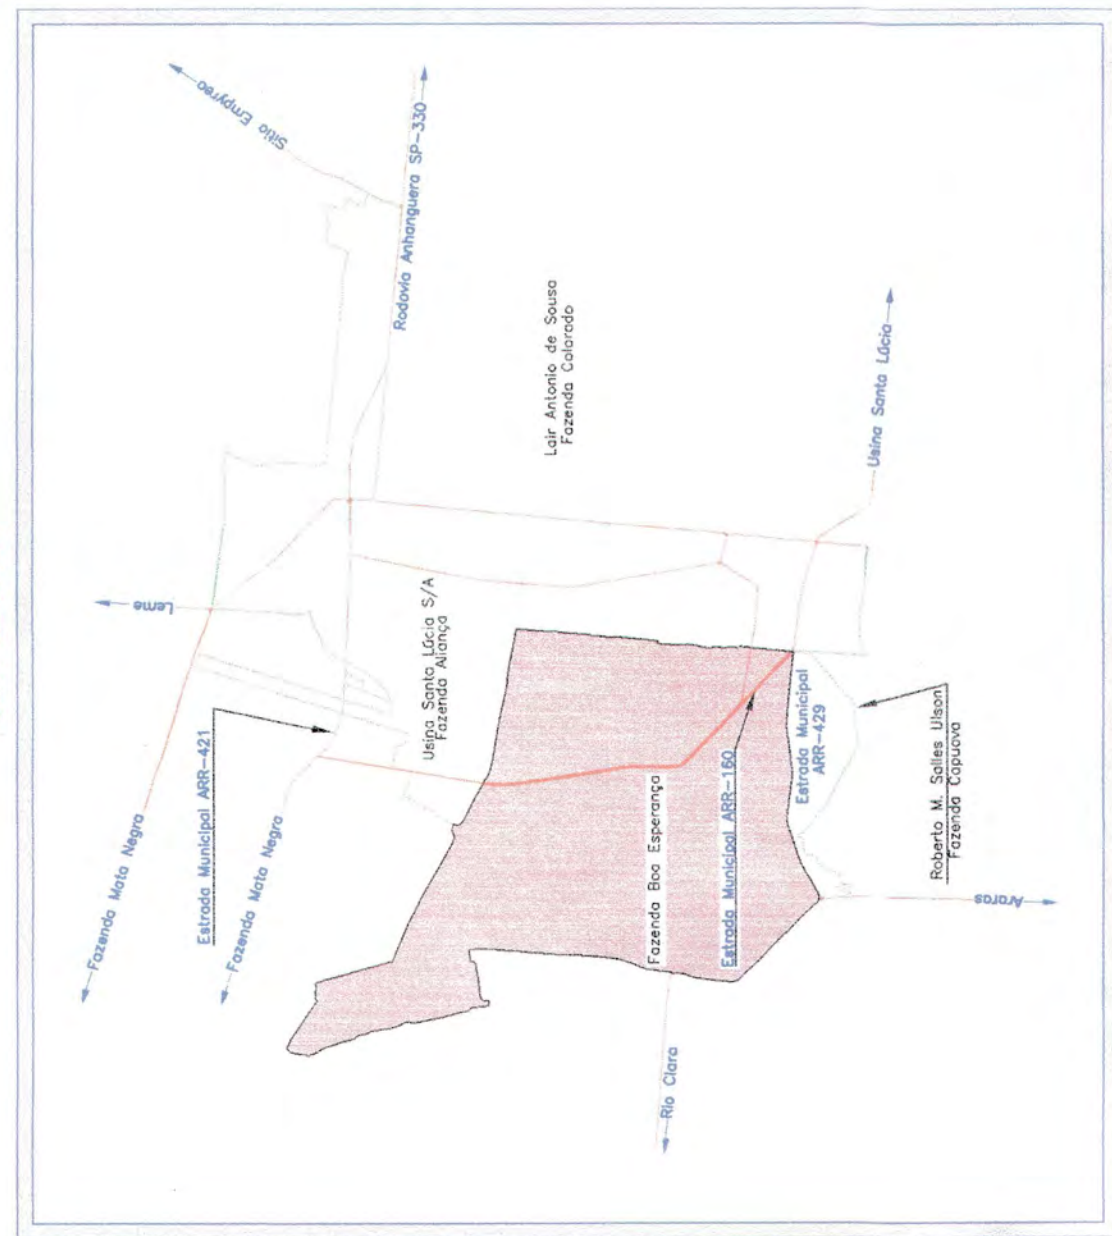 Sitio Empyreo
Rodovia Anhanguera SP-330
Lair Antonio de Sousa
Fazenda Colorado
Usina Santa Lúcia
Leme
Usina Santa Lúcia S/A
Fazenda Aliança
Estrada Municipal ARR-421
Fazenda Mata Negra
Fazenda Mata Negra
Fazenda Boa Esperança
Estrada Municipal ARR-160
Estrada Municipal
ARR-429
Roberto M. Salles Ulson
Fazenda Capuava
Araras
Rio Clara